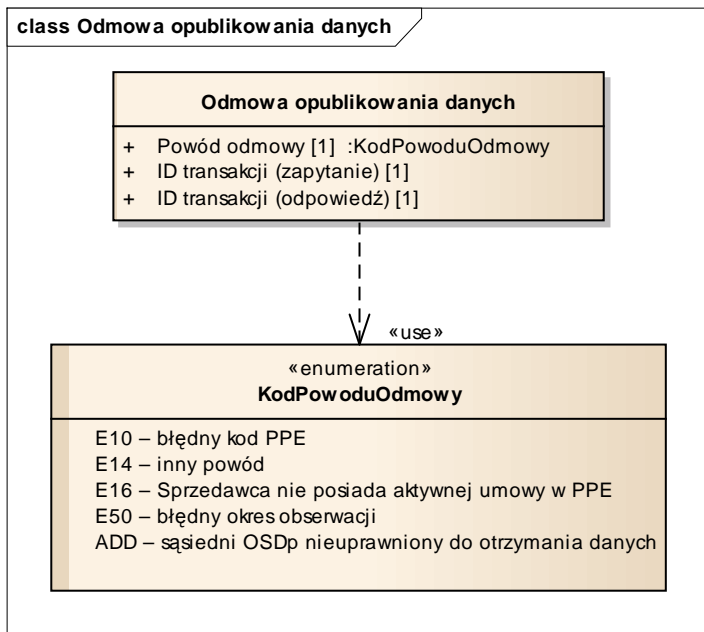 class Odmowa opublikowania danych
Odmowa opublikowania danych
+ Powód odmowy [1] :KodPowoduOdmowy
+ ID transakcji (zapytanie) [1]
+ ID transakcji (odpowiedź) [1]
«use»
«enumeration»
KodPowoduOdmowy
E10 – błędny kod PPE
E14 – inny powód
E16 – Sprzedawca nie posiada aktywnej umowy w PPE
E50 – błędny okres obserwacji
ADD – sąsiedni OSDp nieuprawniony do otrzymania danych